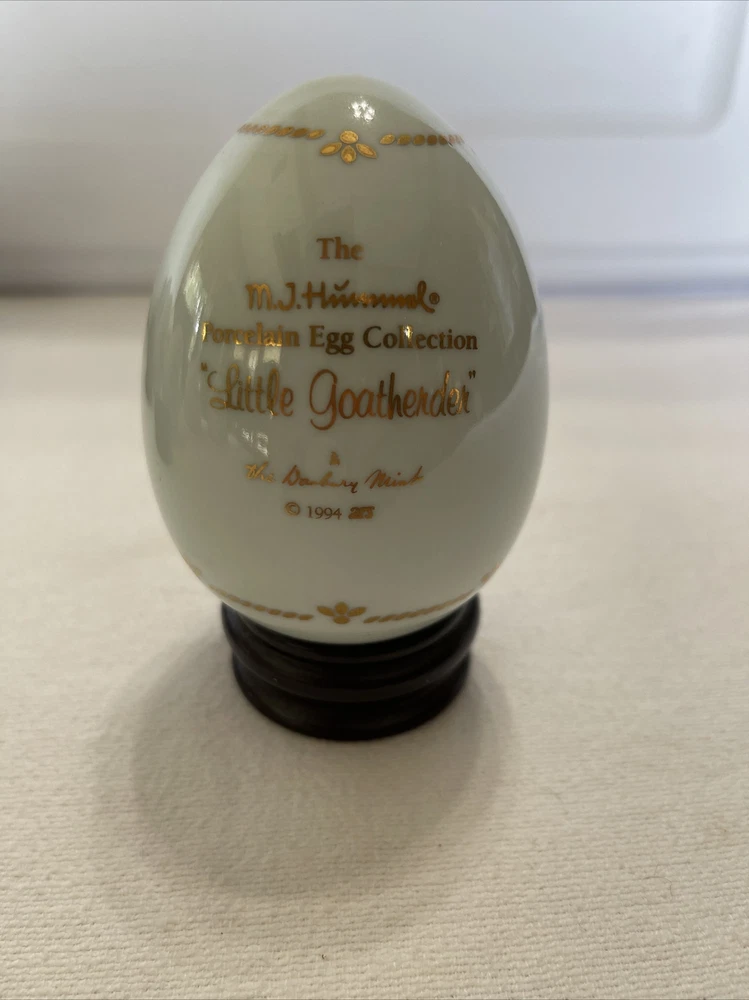 The
M.J.Hummel®
Porcelain Egg Collection
"Little Goatherder"
The Danbury Mint
© 1994